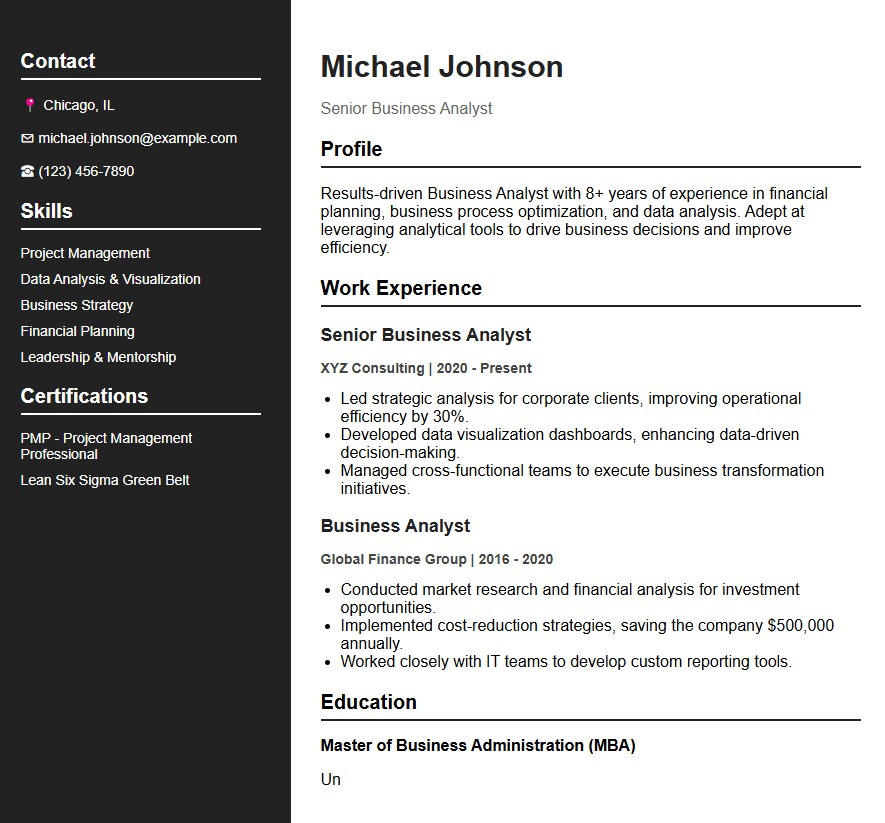 Contact
📍 Chicago, IL
✉ michael.johnson@example.com
☎ (123) 456-7890
Skills
Project Management
Data Analysis & Visualization
Business Strategy
Financial Planning
Leadership & Mentorship
Certifications
PMP - Project Management
Professional
Lean Six Sigma Green Belt
Michael Johnson
Senior Business Analyst
Profile
Results-driven Business Analyst with 8+ years of experience in financial
planning, business process optimization, and data analysis. Adept at
leveraging analytical tools to drive business decisions and improve
efficiency.
Work Experience
Senior Business Analyst
XYZ Consulting | 2020 - Present
• Led strategic analysis for corporate clients, improving operational
efficiency by 30%.
• Developed data visualization dashboards, enhancing data-driven
decision-making.
• Managed cross-functional teams to execute business transformation
initiatives.
Business Analyst
Global Finance Group | 2016 - 2020
• Conducted market research and financial analysis for investment
opportunities.
• Implemented cost-reduction strategies, saving the company $500,000
annually.
• Worked closely with IT teams to develop custom reporting tools.
Education
Master of Business Administration (MBA)
Un